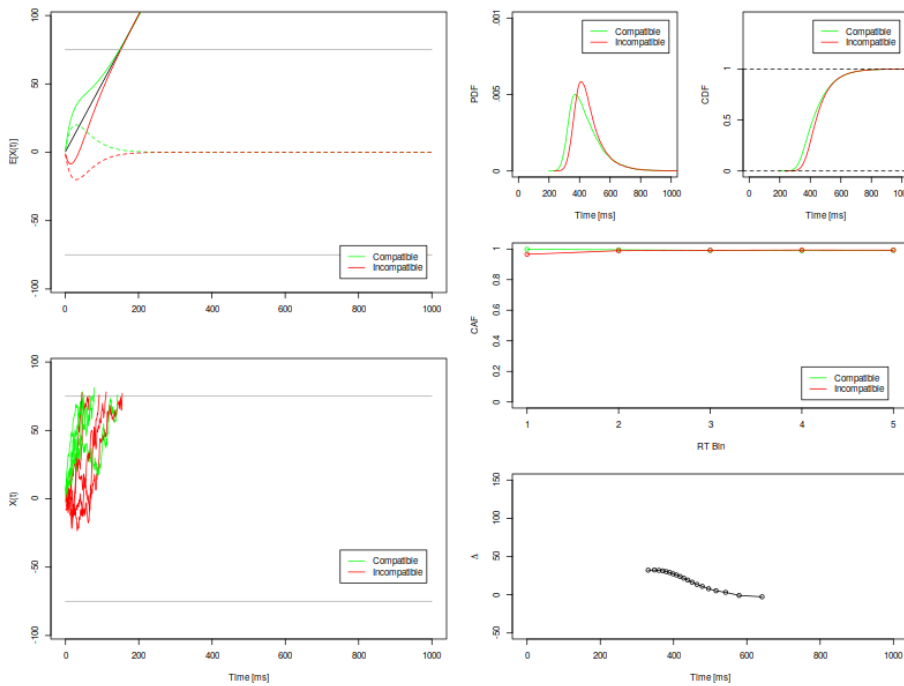 E[X(t)]
100
50
0
-50
-100
Compatible
Incompatible
0 200 400 600 800 1000
X(t)
100
50
0
-50
-100
Compatible
Incompatible
0 200 400 600 800 1000
Time [ms]
PDF
.001
.005
0
Compatible
Incompatible
0 200 400 600 800 1000
Time [ms]
CDF
1
0.5
0
Compatible
Incompatible
0 200 400 600 800 1000
Time [ms]
CAF
1
0.8
0.6
0.4
0.2
0
Compatible
Incompatible
1 2 3 4 5
RT Bin
Δ
150
100
50
0
-50
0 200 400 600 800 1000
Time [ms]